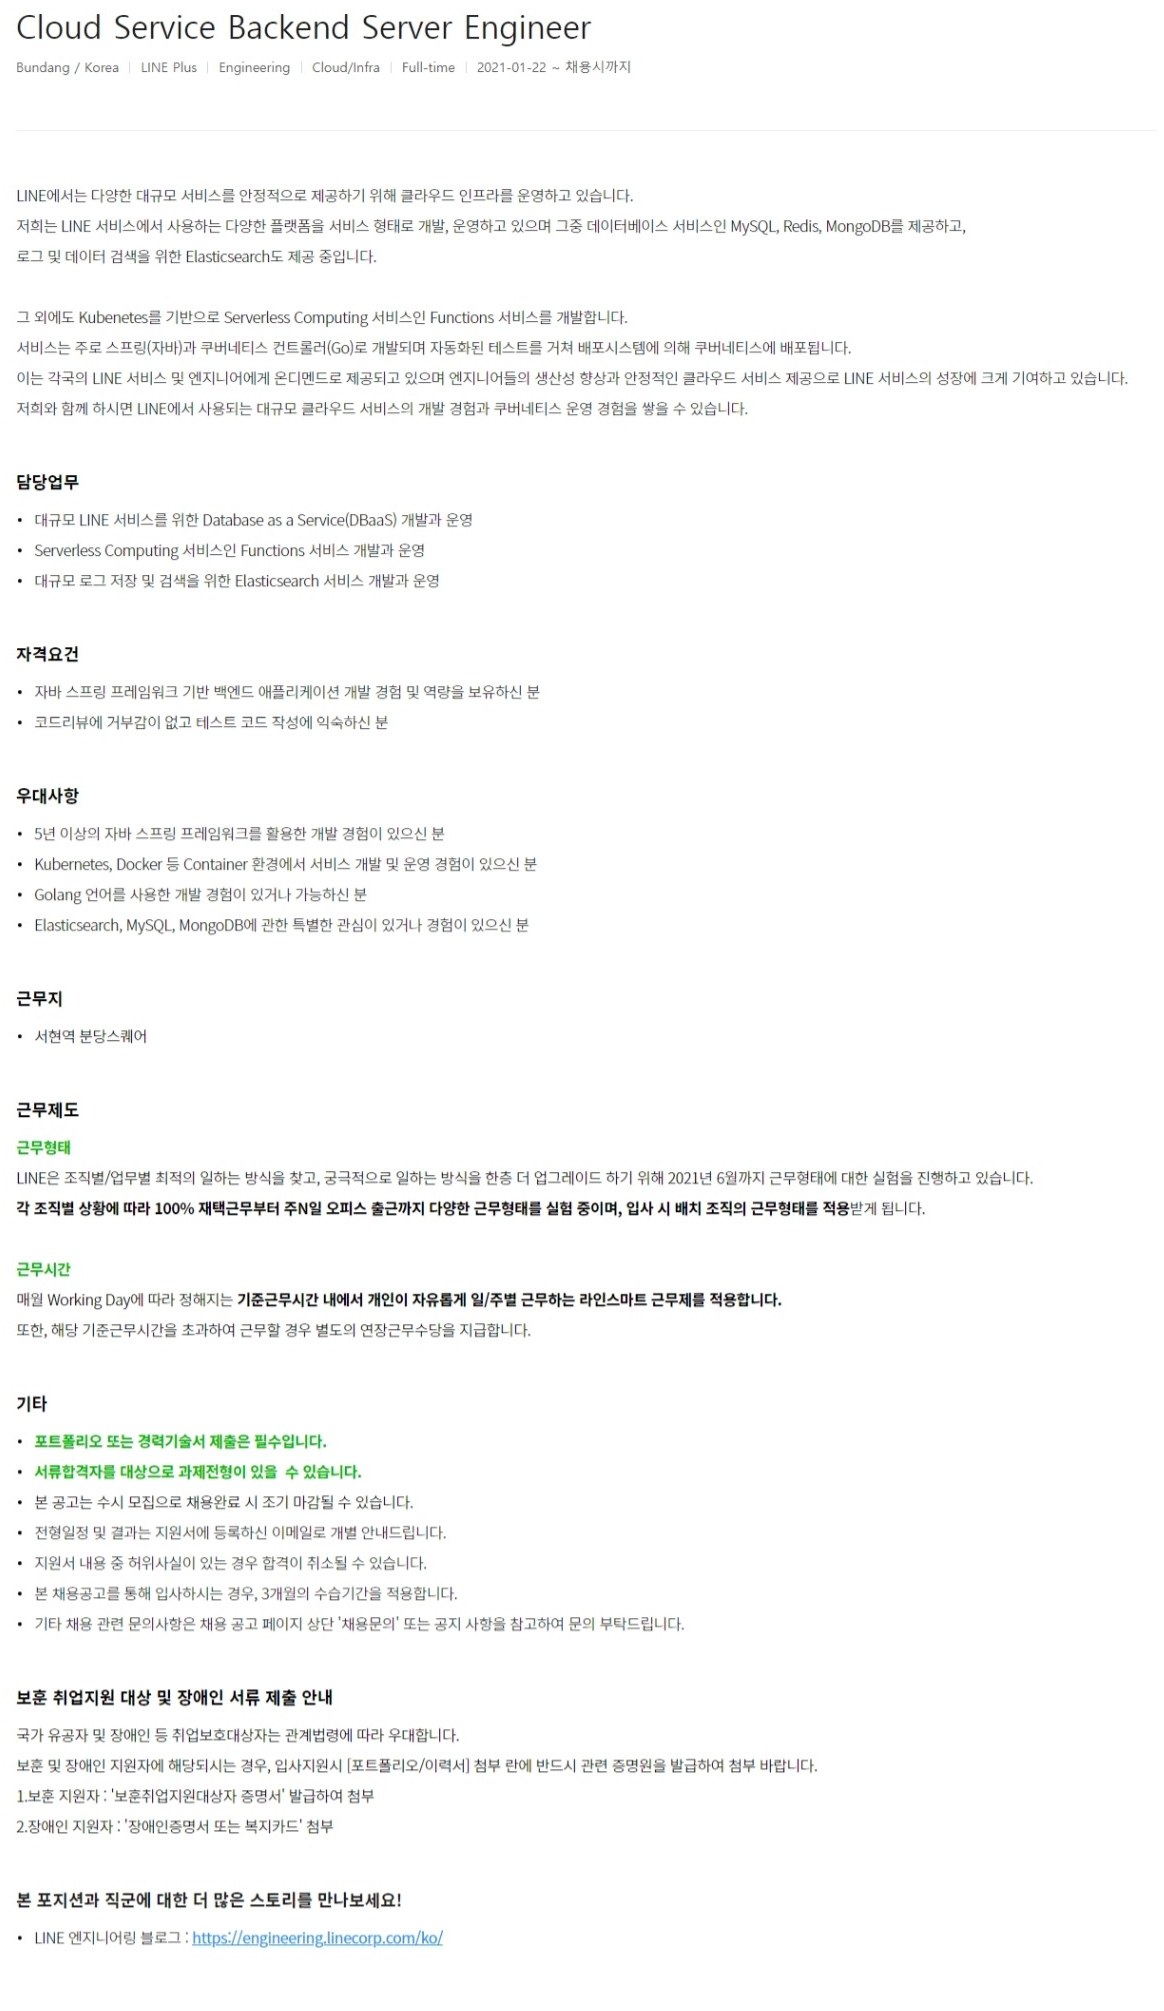 Cloud Service Backend Server Engineer
Bundang / Korea | LINE Plus | Engineering | Cloud/Infra | Full-time | 2021-01-22 ~ 채용시까지
LINE에서는 다양한 대규모 서비스를 안정적으로 제공하기 위해 클라우드 인프라를 운영하고 있습니다.
저희는 LINE 서비스에서 사용하는 다양한 플랫폼을 서비스 형태로 개발, 운영하고 있으며 그중 데이터베이스 서비스인 MySQL, Redis, MongoDB를 제공하고,
로그 및 데이터 검색을 위한 Elasticsearch도 제공 중입니다.
그 외에도 Kubenetes를 기반으로 Serverless Computing 서비스인 Functions 서비스를 개발합니다.
서비스는 주로 스프링(자바)과 쿠버네티스 컨트롤러(Go)로 개발되며 자동화된 테스트를 거쳐 배포시스템에 의해 쿠버네티스에 배포됩니다.
이는 각국의 LINE 서비스 및 엔지니어에게 온디멘드로 제공되고 있으며 엔지니어들의 생산성 향상과 안정적인 클라우드 서비스 제공으로 LINE 서비스의 성장에 크게 기여하고 있습니다.
저희와 함께 하시면 LINE에서 사용되는 대규모 클라우드 서비스의 개발 경험과 쿠버네티스 운영 경험을 쌓을 수 있습니다.
담당업무
• 대규모 LINE 서비스를 위한 Database as a Service(DBaaS) 개발과 운영
• Serverless Computing 서비스인 Functions 서비스 개발과 운영
• 대규모 로그 저장 및 검색을 위한 Elasticsearch 서비스 개발과 운영
자격요건
• 자바 스프링 프레임워크 기반 백엔드 애플리케이션 개발 경험 및 역량을 보유하신 분
• 코드리뷰에 거부감이 없고 테스트 코드 작성에 익숙하신 분
우대사항
• 5년 이상의 자바 스프링 프레임워크를 활용한 개발 경험이 있으신 분
• Kubernetes, Docker 등 Container 환경에서 서비스 개발 및 운영 경험이 있으신 분
• Golang 언어를 사용한 개발 경험이 있거나 가능하신 분
• Elasticsearch, MySQL, MongoDB에 관한 특별한 관심이 있거나 경험이 있으신 분
근무지
• 서현역 분당스퀘어
근무제도
근무형태
LINE은 조직별/업무별 최적의 일하는 방식을 찾고, 궁극적으로 일하는 방식을 한층 더 업그레이드 하기 위해 2021년 6월까지 근무형태에 대한 실험을 진행하고 있습니다.
각 조직별 상황에 따라 100% 재택근무부터 주N일 오피스 출근까지 다양한 근무형태를 실험 중이며, 입사 시 배치 조직의 근무형태를 적용받게 됩니다.
근무시간
매월 Working Day에 따라 정해지는 기준근무시간 내에서 개인이 자유롭게 일/주별 근무하는 라인스마트 근무제를 적용합니다.
또한, 해당 기준근무시간을 초과하여 근무할 경우 별도의 연장근무수당을 지급합니다.
기타
• 포트폴리오 또는 경력기술서 제출은 필수입니다.
• 서류합격자를 대상으로 과제전형이 있을 수 있습니다.
• 본 공고는 수시 모집으로 채용완료 시 조기 마감될 수 있습니다.
• 전형일정 및 결과는 지원서에 등록하신 이메일로 개별 안내드립니다.
• 지원서 내용 중 허위사실이 있는 경우 합격이 취소될 수 있습니다.
• 본 채용공고를 통해 입사하시는 경우, 3개월의 수습기간을 적용합니다.
• 기타 채용 관련 문의사항은 채용 공고 페이지 상단 '채용문의' 또는 공지 사항을 참고하여 문의 부탁드립니다.
보훈 취업지원 대상 및 장애인 서류 제출 안내
국가 유공자 및 장애인 등 취업보호대상자는 관계법령에 따라 우대합니다.
보훈 및 장애인 지원자에 해당되시는 경우, 입사지원시 [포트폴리오/이력서] 첨부 란에 반드시 관련 증명원을 발급하여 첨부 바랍니다.
1.보훈 지원자 : '보훈취업지원대상자 증명서' 발급하여 첨부
2.장애인 지원자 : '장애인증명서 또는 복지카드' 첨부
본 포지션과 직군에 대한 더 많은 스토리를 만나보세요!
• LINE 엔지니어링 블로그 : https://engineering.linecorp.com/ko/